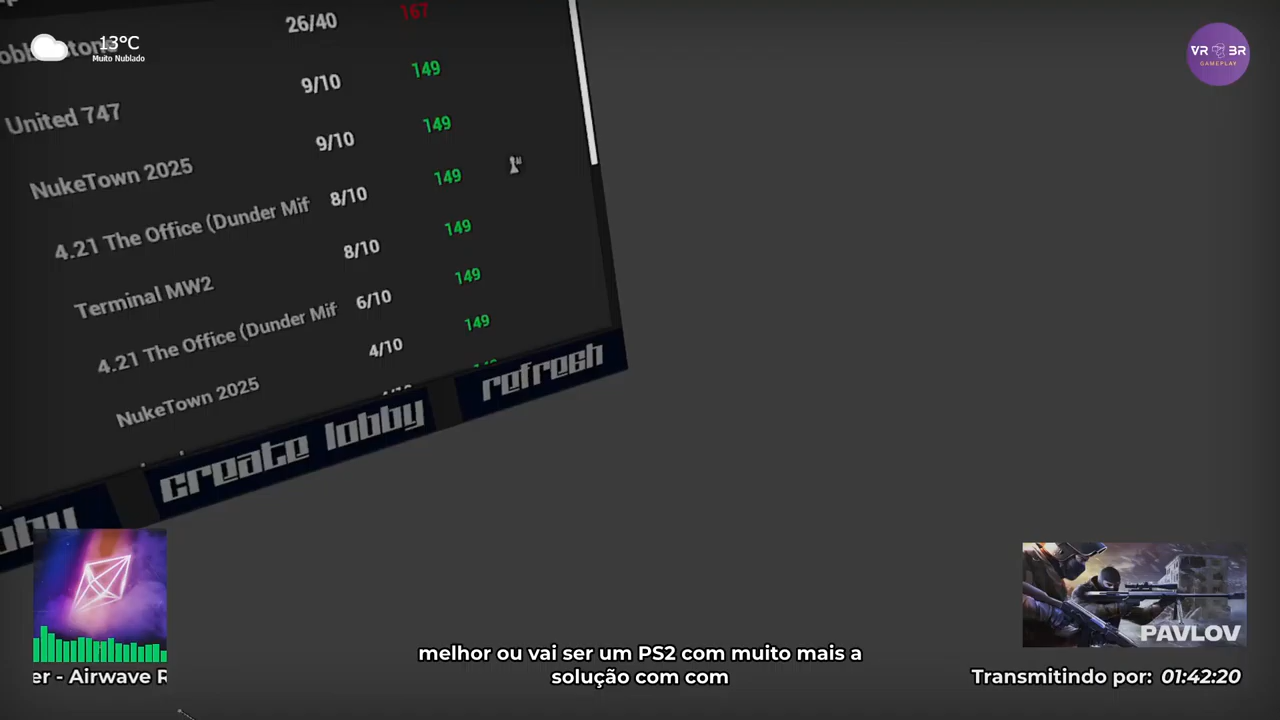 26/40 167
13°C
Muito Nublado
VR BR
GAMEPLAY
United 747 9/10 149
NukeTown 2025 9/10 149
4.21 The Office (Dunder Mif 8/10 149
Terminal MW2 8/10 149
4.21 The Office (Dunder Mif 6/10 149
NukeTown 2025 4/10 149
create lobby
refresh
PAVLOV
er - Airwave R
melhor ou vai ser um PS2 com muito mais a
solução com com
Transmitindo por: 01:42:20